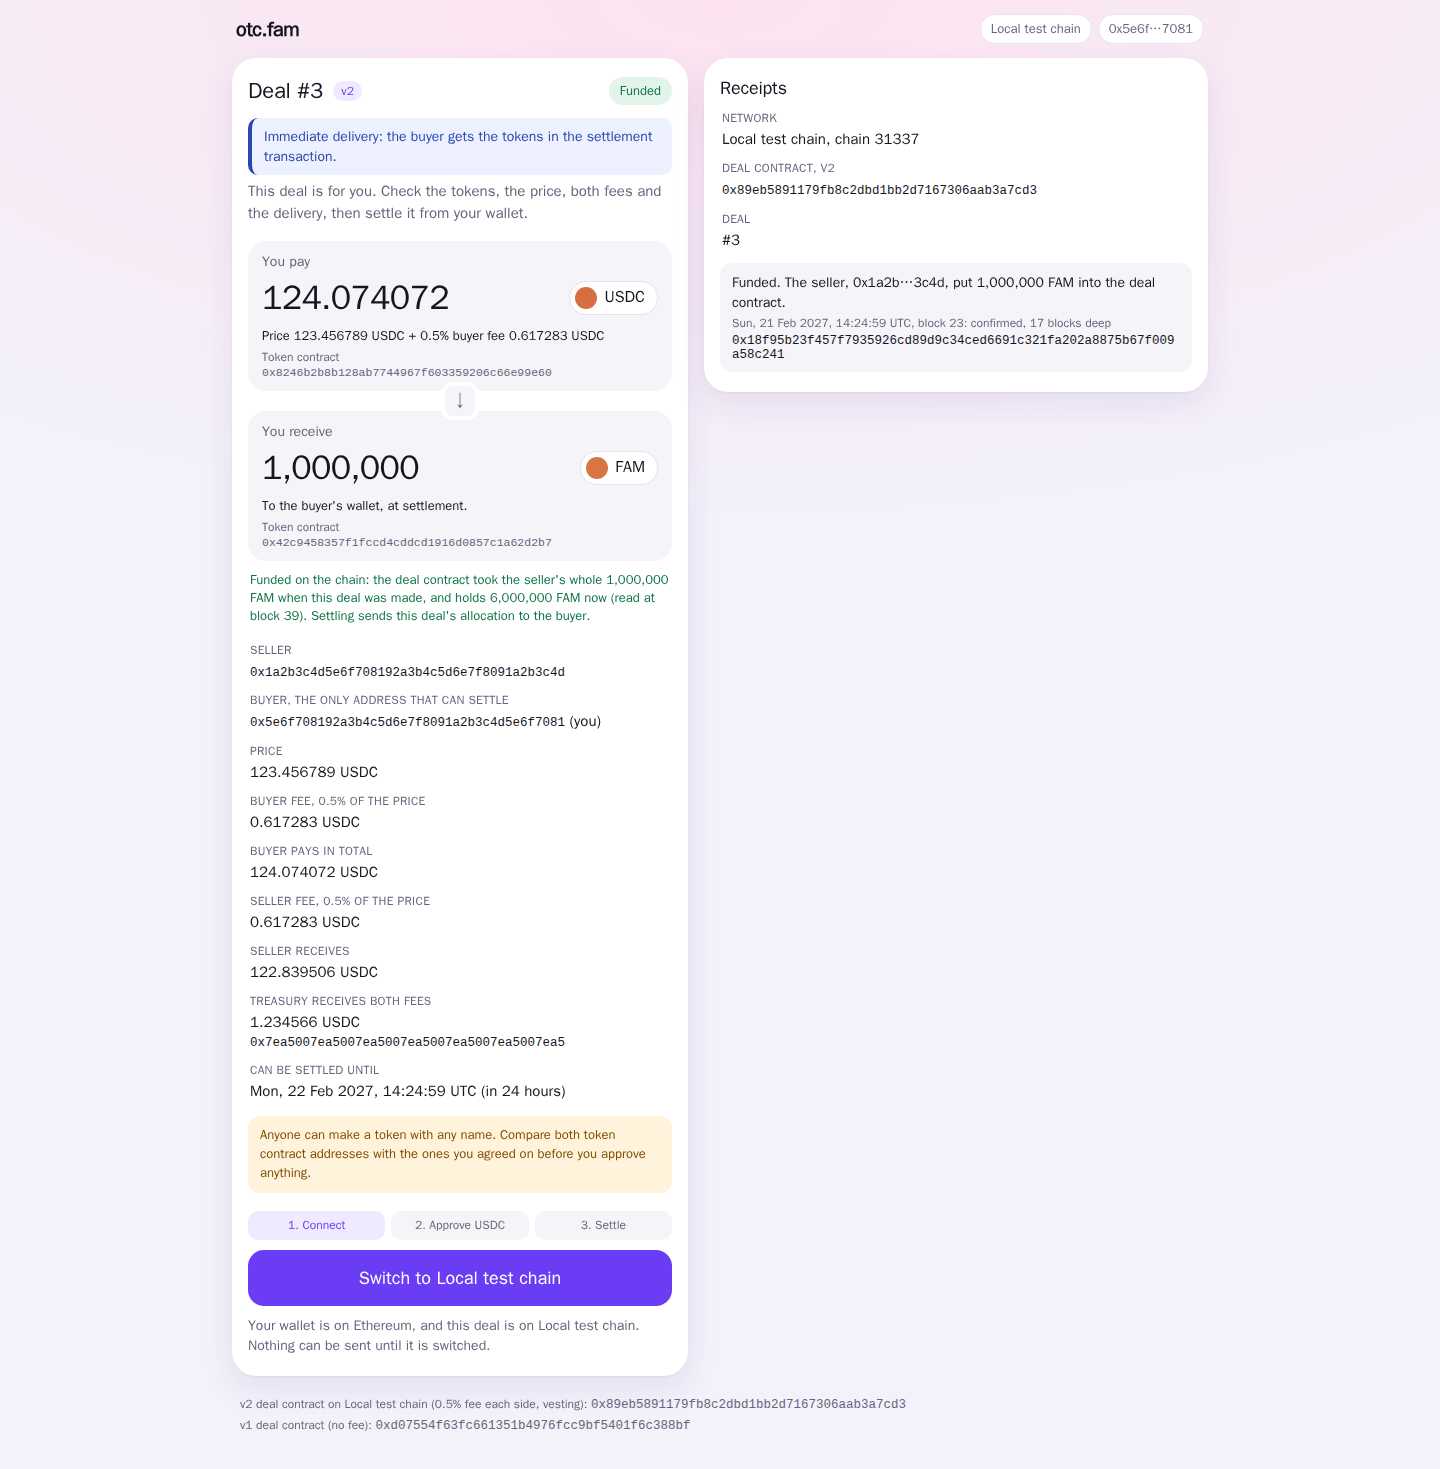 otc.fam
Local test chain
0x5e6f···7081
Deal #3
v2
Funded
Immediate delivery: the buyer gets the tokens in the settlement
transaction.
This deal is for you. Check the tokens, the price, both fees and
the delivery, then settle it from your wallet.
You pay
124.074072
USDC
Price 123.456789 USDC + 0.5% buyer fee 0.617283 USDC
Token contract
0x8246b2b8b128ab7744967f603359206c66e99e60
↓
You receive
1,000,000
FAM
To the buyer's wallet, at settlement.
Token contract
0x42c9458357f1fccd4cddcd1916d0857c1a62d2b7
Funded on the chain: the deal contract took the seller's whole 1,000,000
FAM when this deal was made, and holds 6,000,000 FAM now (read at
block 39). Settling sends this deal's allocation to the buyer.
SELLER
0x1a2b3c4d5e6f708192a3b4c5d6e7f8091a2b3c4d
BUYER, THE ONLY ADDRESS THAT CAN SETTLE
0x5e6f708192a3b4c5d6e7f8091a2b3c4d5e6f7081 (you)
PRICE
123.456789 USDC
BUYER FEE, 0.5% OF THE PRICE
0.617283 USDC
BUYER PAYS IN TOTAL
124.074072 USDC
SELLER FEE, 0.5% OF THE PRICE
0.617283 USDC
SELLER RECEIVES
122.839506 USDC
TREASURY RECEIVES BOTH FEES
1.234566 USDC
0x7ea5007ea5007ea5007ea5007ea5007ea5007ea5
CAN BE SETTLED UNTIL
Mon, 22 Feb 2027, 14:24:59 UTC (in 24 hours)
Anyone can make a token with any name. Compare both token
contract addresses with the ones you agreed on before you approve
anything.
1. Connect
2. Approve USDC
3. Settle
Switch to Local test chain
Your wallet is on Ethereum, and this deal is on Local test chain.
Nothing can be sent until it is switched.
Receipts
NETWORK
Local test chain, chain 31337
DEAL CONTRACT, V2
0x89eb5891179fb8c2dbd1bb2d7167306aab3a7cd3
DEAL
#3
Funded. The seller, 0x1a2b···3c4d, put 1,000,000 FAM into the deal
contract.
Sun, 21 Feb 2027, 14:24:59 UTC, block 23: confirmed, 17 blocks deep
0x18f95b23f457f7935926cd89d9c34ced6691c321fa202a8875b67f009
a58c241
v2 deal contract on Local test chain (0.5% fee each side, vesting): 0x89eb5891179fb8c2dbd1bb2d7167306aab3a7cd3
v1 deal contract (no fee): 0xd07554f63fc661351b4976fcc9bf5401f6c388bf